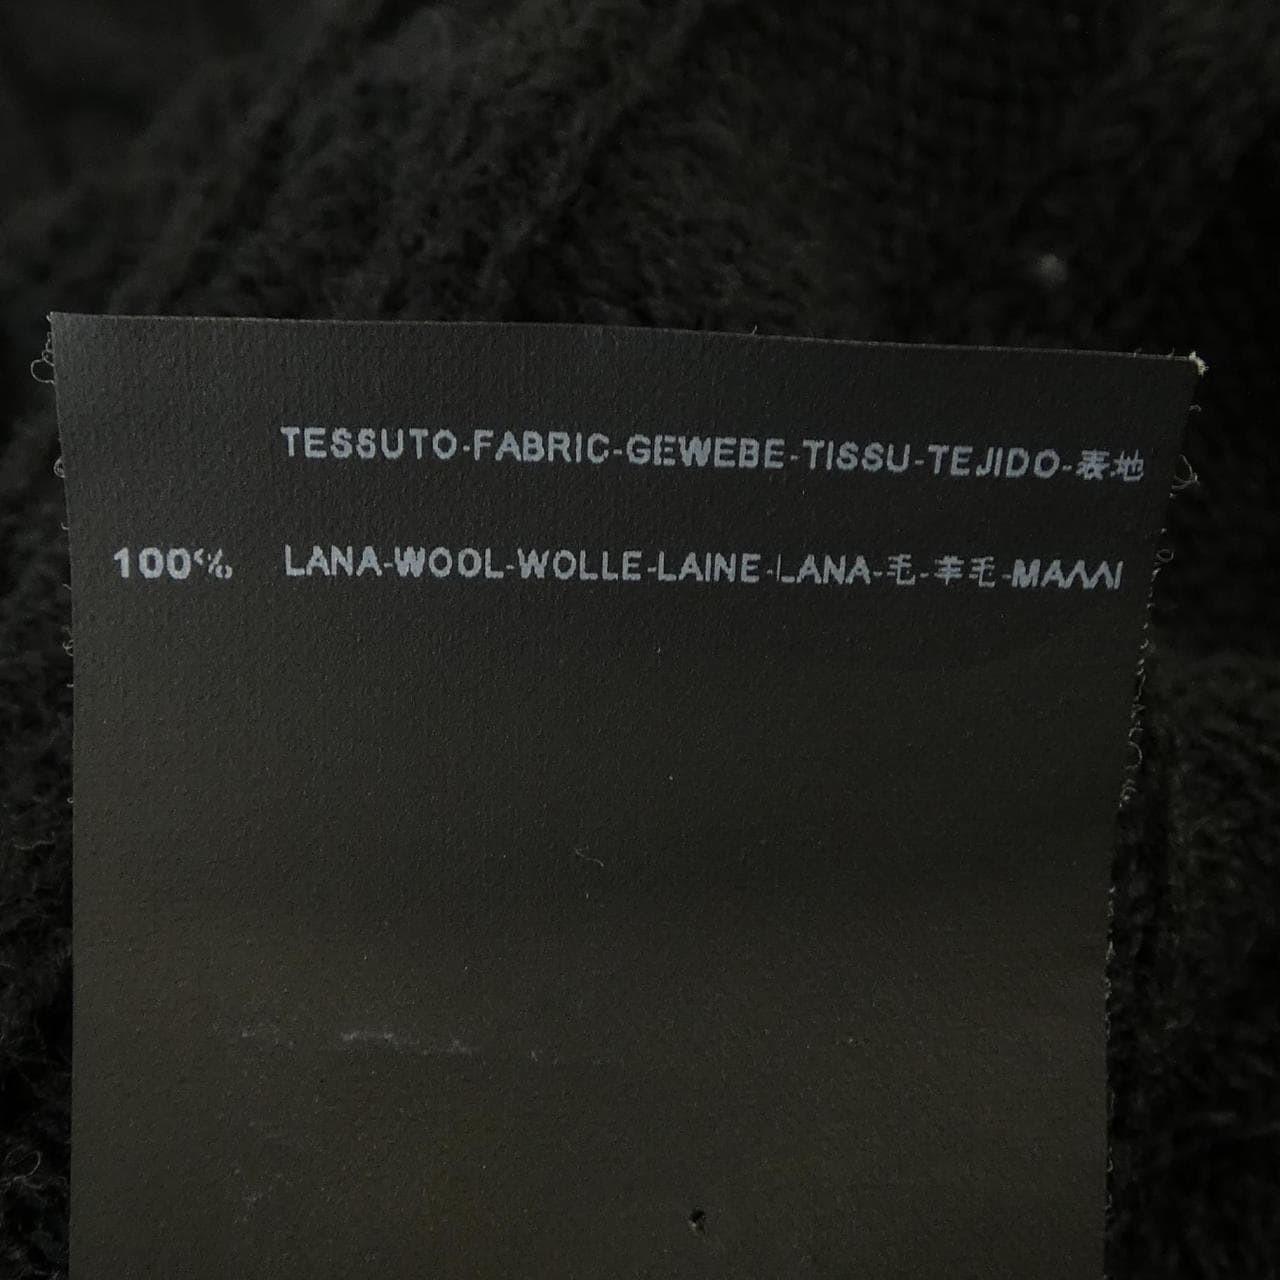 TESSUTO-FABRIC-GEWEBE-TISSU-TEJIDO-表地
100% LANA-WOOL-WOLLE-LAINE-LANA-毛-羊毛-ΜΑΛΛΙ